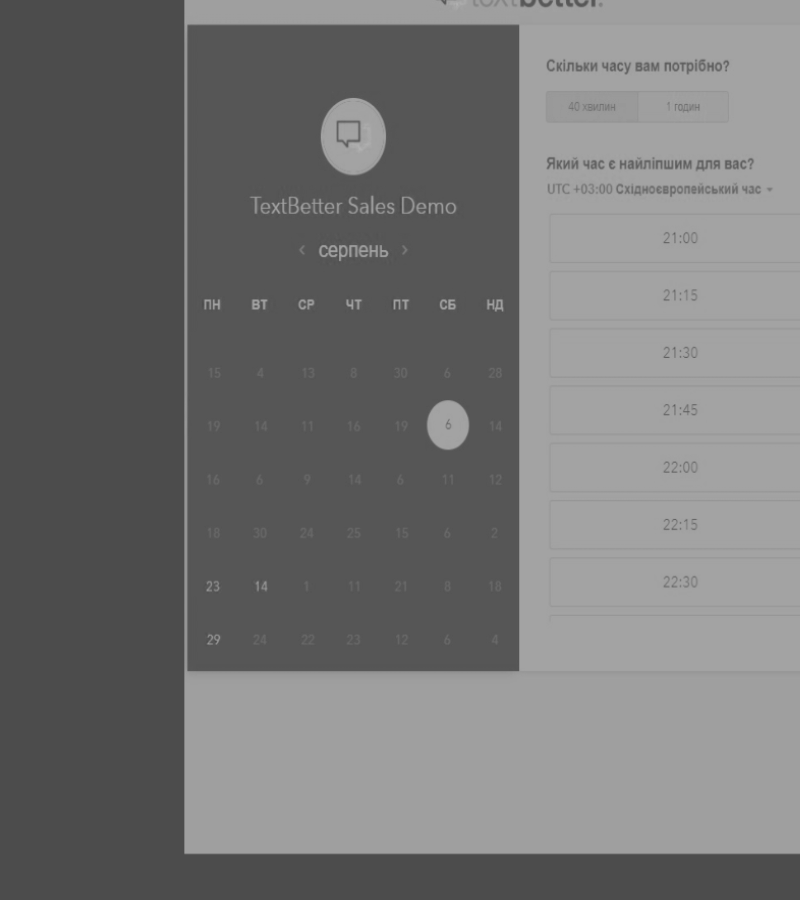 textbetter.
TextBetter Sales Demo
< серпень >
ПН ВТ СР ЧТ ПТ СБ НД
15 4 13 8 30 6 28
19 14 11 16 19 6 14
16 6 9 14 6 11 12
18 30 24 25 15 6 2
23 14 1 11 21 8 18
29 24 22 23 12 6 4
Скільки часу вам потрібно?
40 хвилин 1 годин
Який час є найліпшим для вас?
UTC +03:00 Східноєвропейський час
21:00
21:15
21:30
21:45
22:00
22:15
22:30